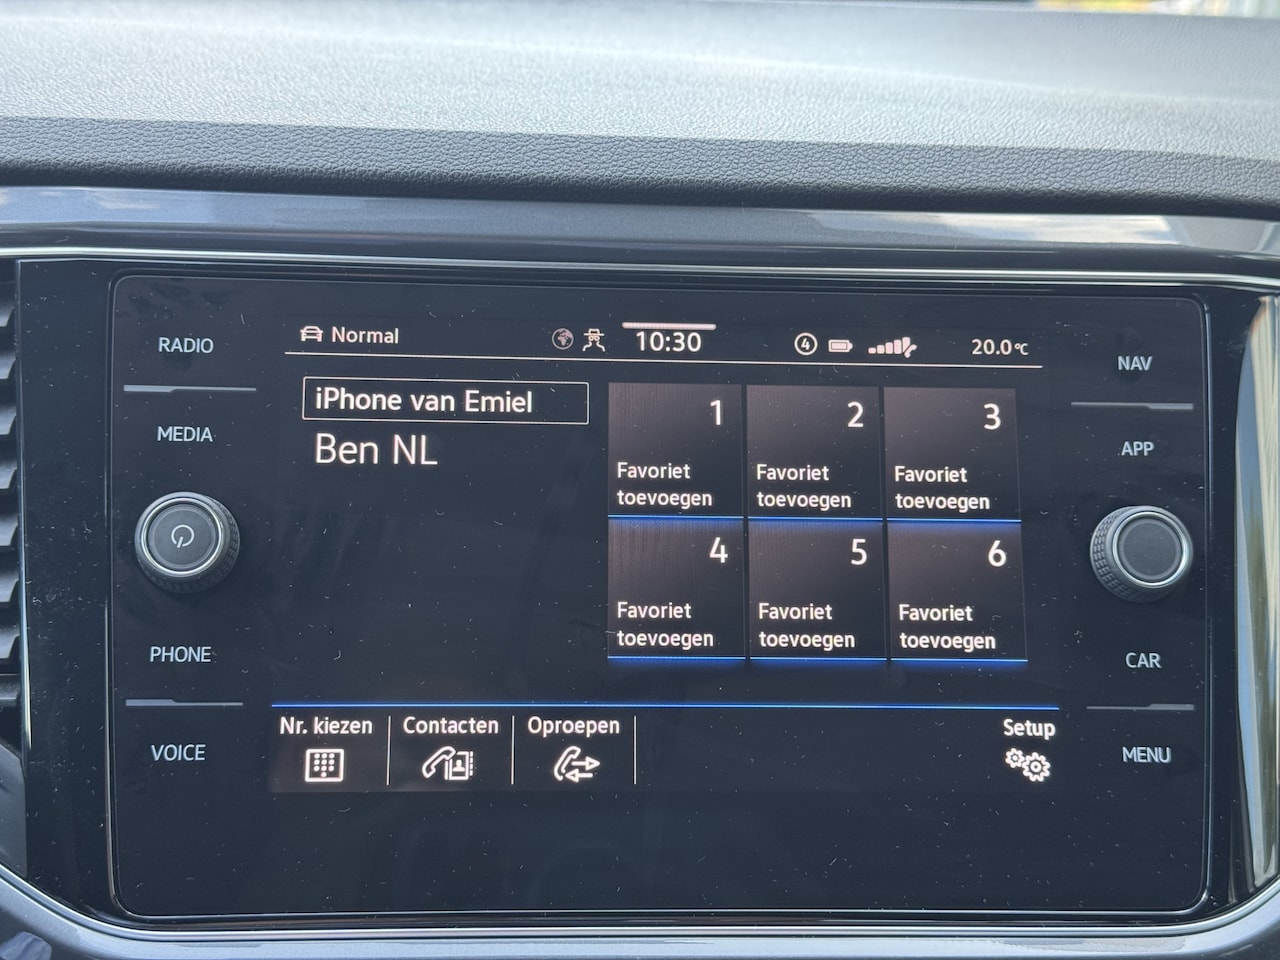 RADIO
MEDIA
PHONE
VOICE
Normal
10:30
4
20.0°C
iPhone van Emiel
Ben NL
1
Favoriet
toevoegen
2
Favoriet
toevoegen
3
Favoriet
toevoegen
4
Favoriet
toevoegen
5
Favoriet
toevoegen
6
Favoriet
toevoegen
Nr. kiezen
Contacten
Oproepen
Setup
NAV
APP
CAR
MENU